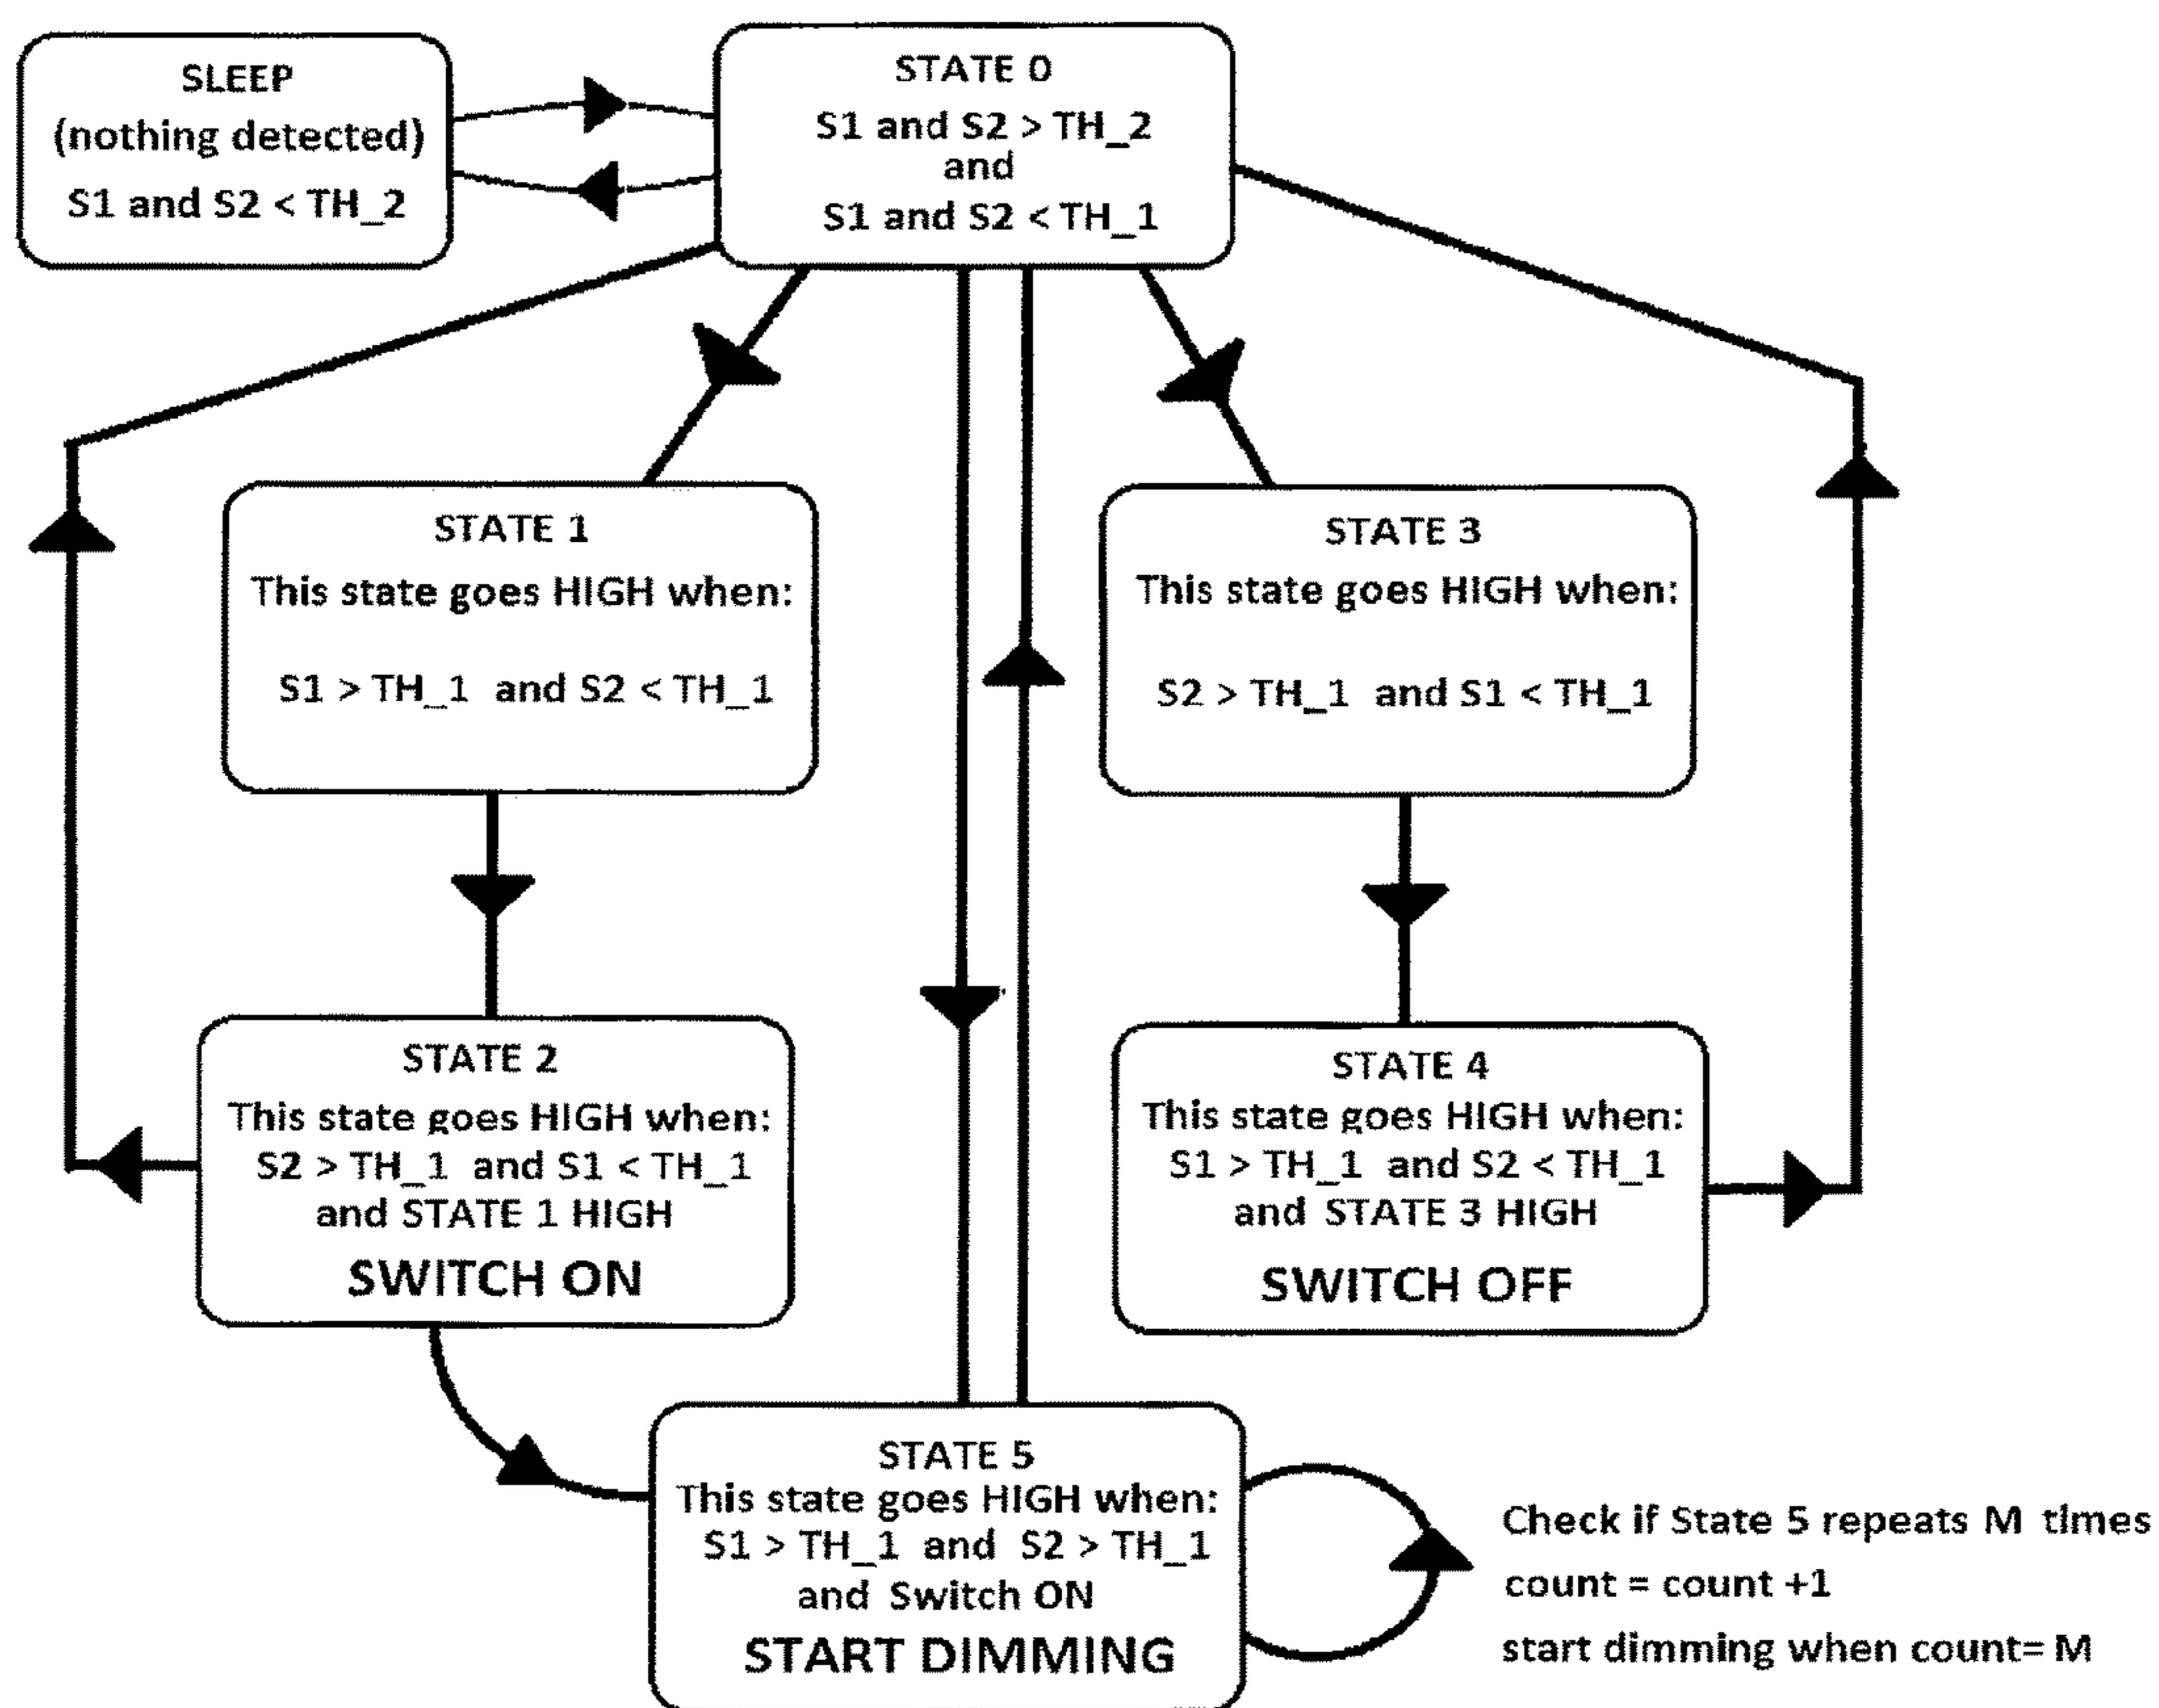 SLEEP
(nothing detected)
S1 and S2 < TH_2
STATE 0
S1 and S2 > TH_2
and
S1 and S2 < TH_1
STATE 1
This state goes HIGH when:
S1 > TH_1 and S2 < TH_1
STATE 3
This state goes HIGH when:
S2 > TH_1 and S1 < TH_1
STATE 2
This state goes HIGH when:
S2 > TH_1 and S1 < TH_1
and STATE 1 HIGH
SWITCH ON
STATE 4
This state goes HIGH when:
S1 > TH_1 and S2 < TH_1
and STATE 3 HIGH
SWITCH OFF
STATE 5
This state goes HIGH when:
S1 > TH_1 and S2 > TH_1
and Switch ON
START DIMMING
Check if State 5 repeats M times
count = count +1
start dimming when count= M